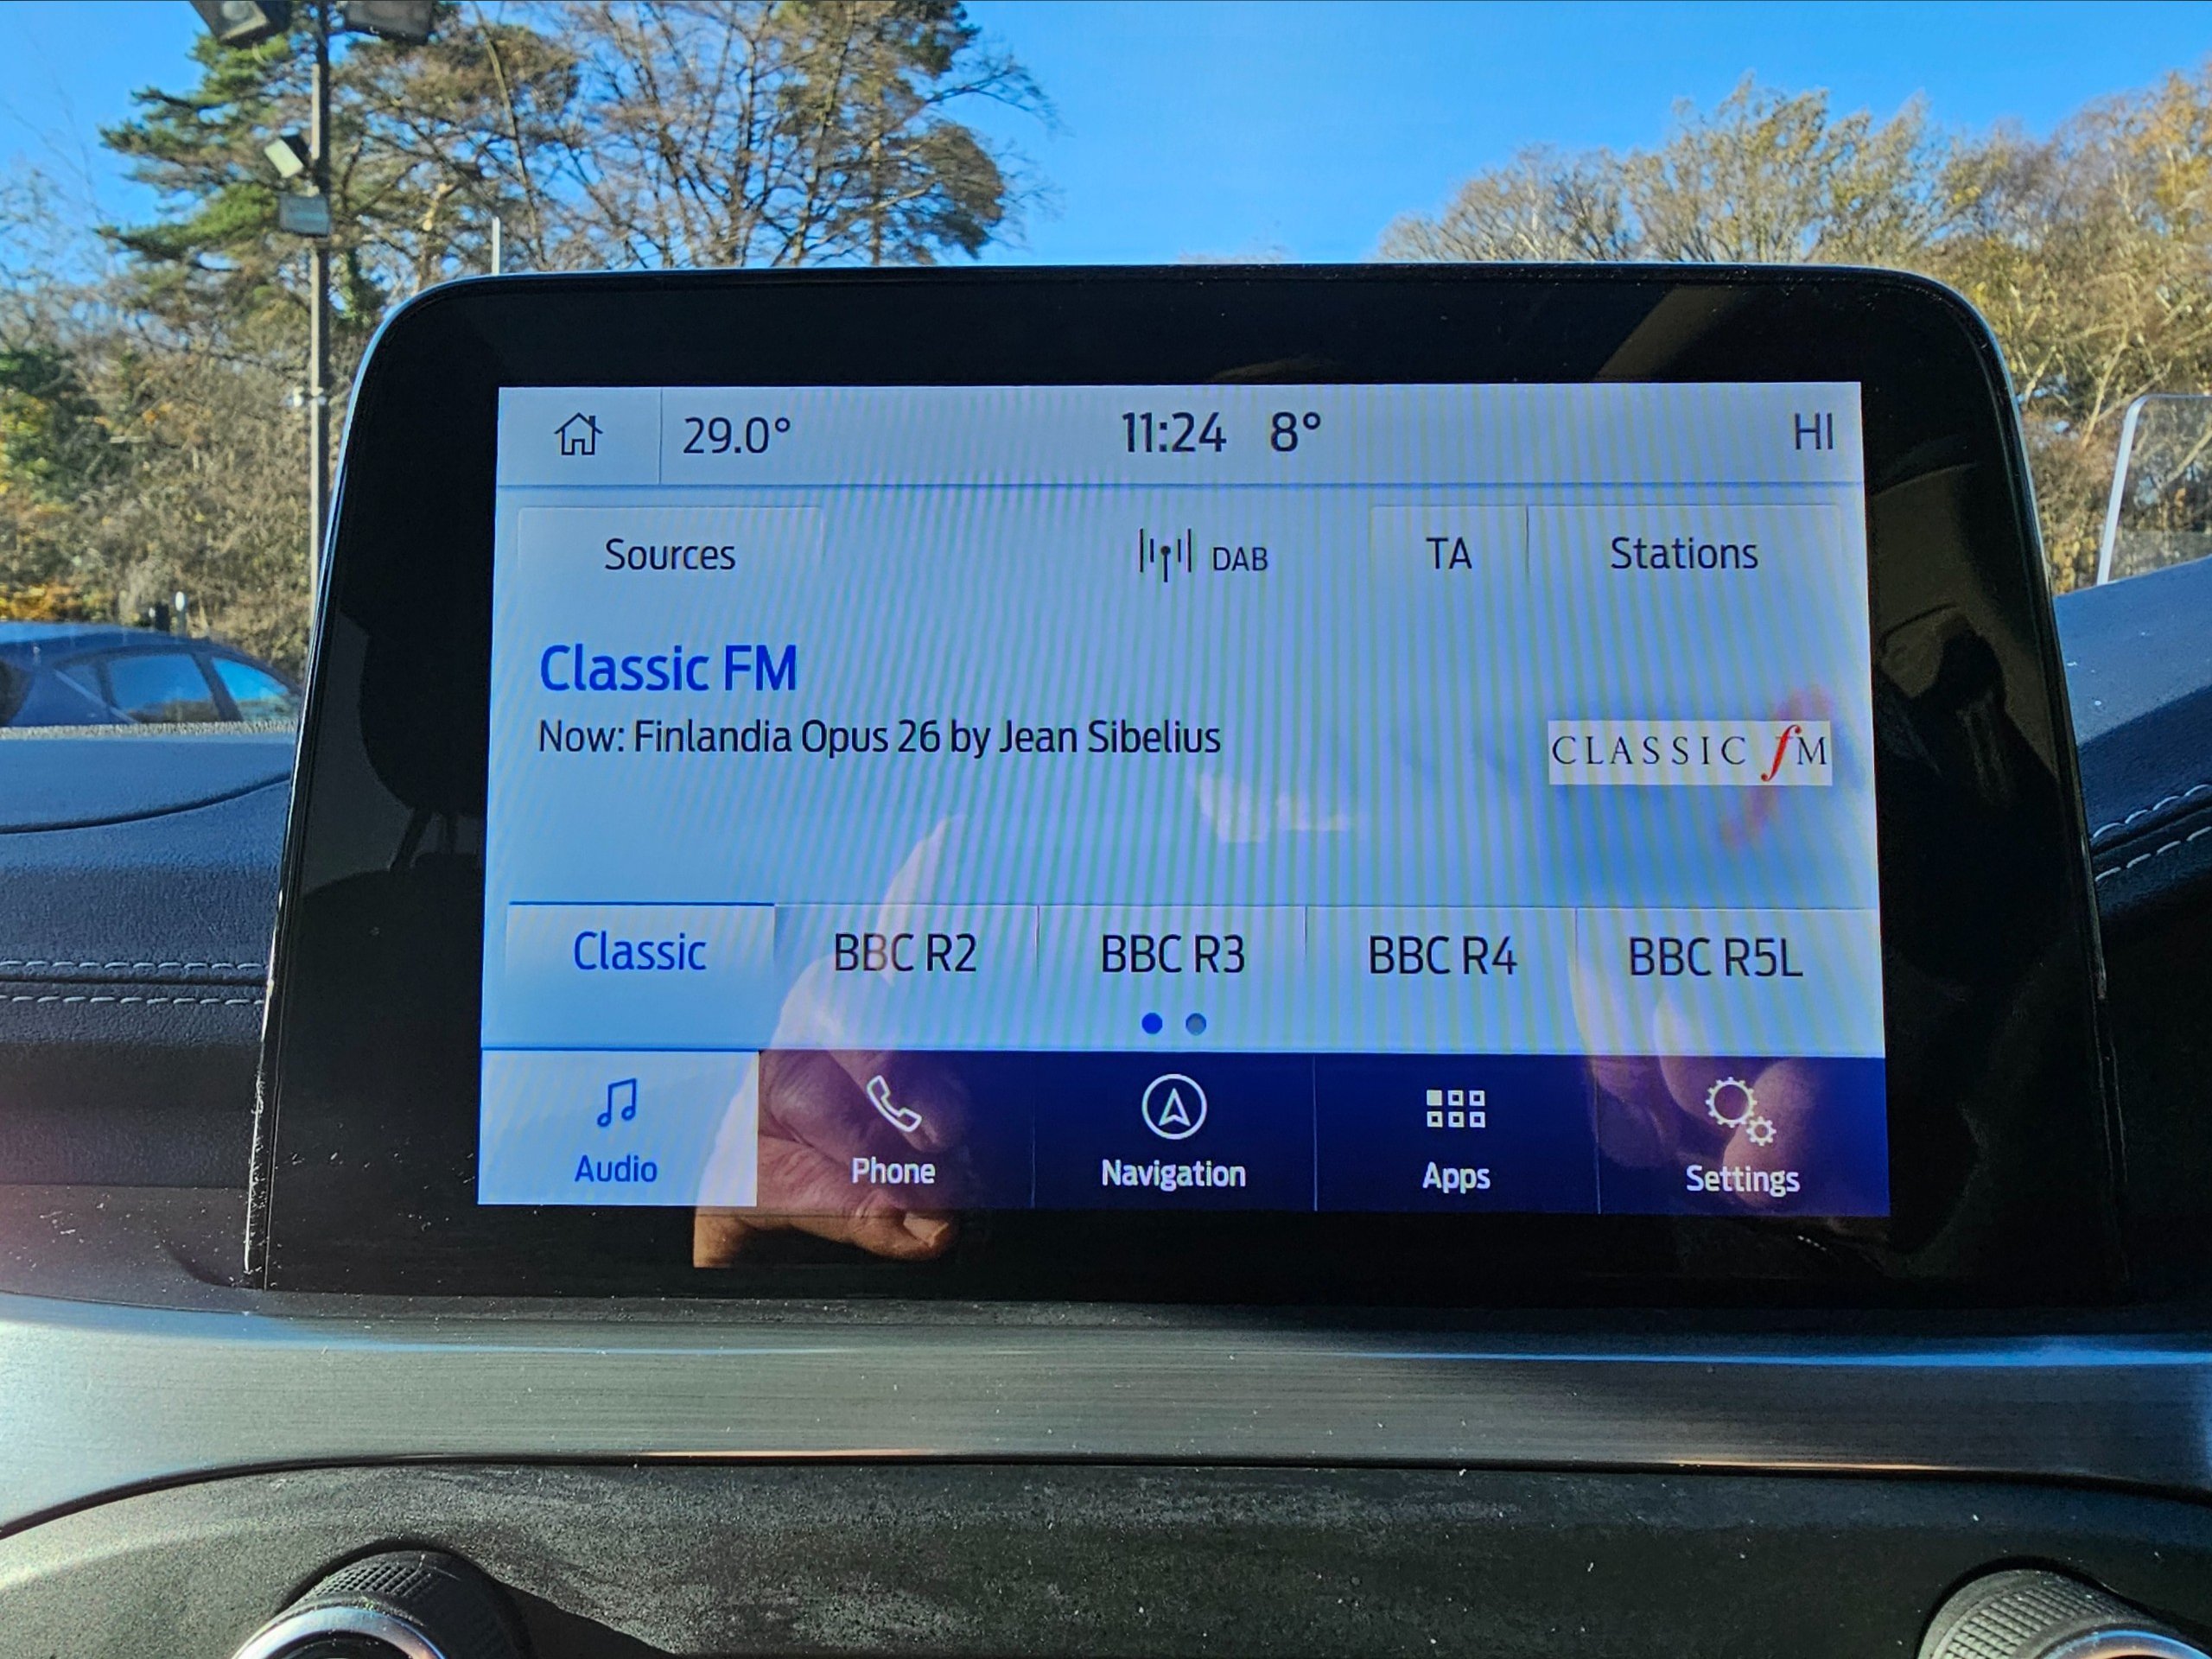 29.0° 11:24 8° HI
Sources DAB TA Stations
Classic FM
Now: Finlandia Opus 26 by Jean Sibelius
CLASSIC fM
Classic BBC R2 BBC R3 BBC R4 BBC R5L
Audio Phone Navigation Apps Settings